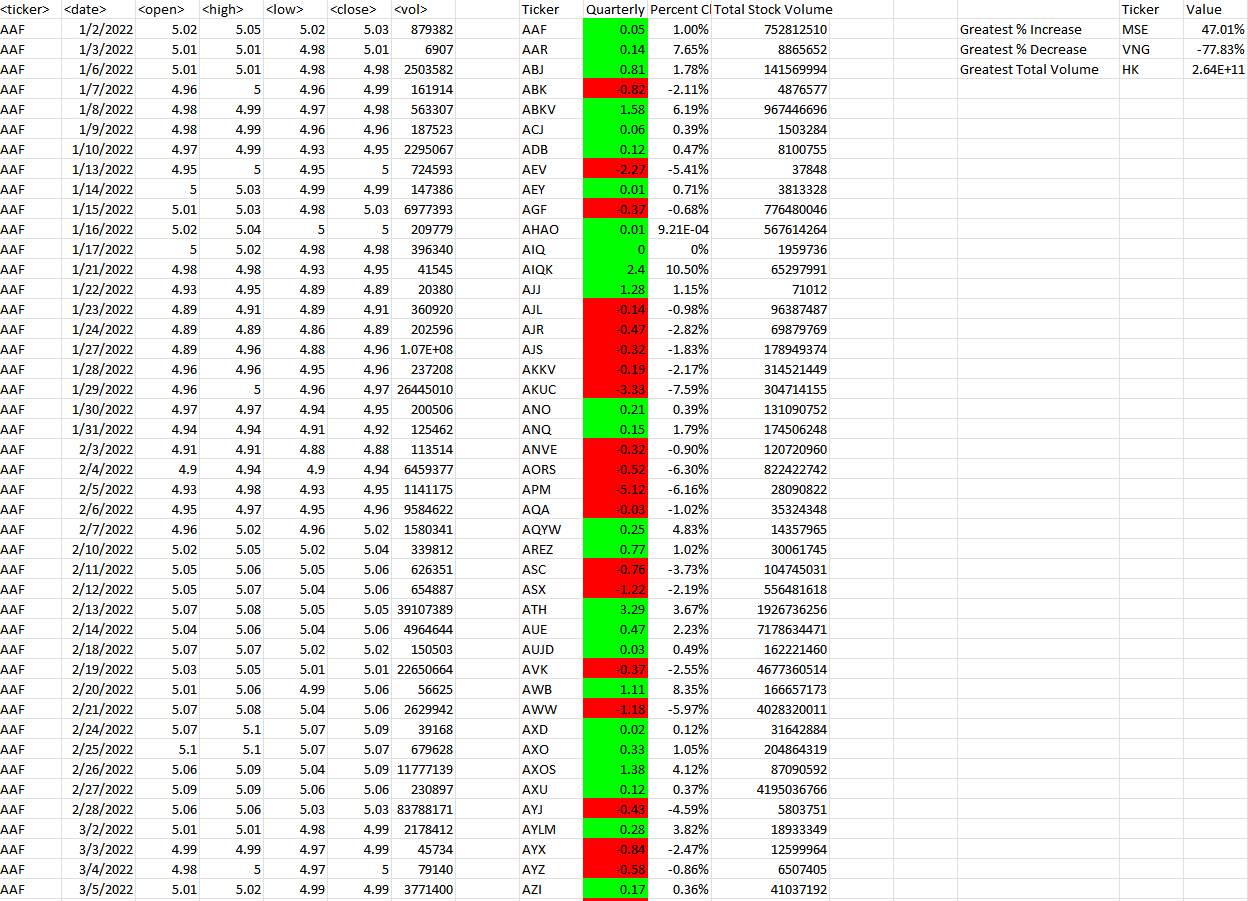 <ticker> <date> <open> <high> <low> <close> <vol> Ticker Quarterly Percent Cl Total Stock Volume Ticker Value
AAF 1/2/2022 5.02 5.05 5.02 5.03 879382 AAF 0.05 1.00% 752812510 Greatest % Increase MSE 47.01%
AAF 1/3/2022 5.01 5.01 4.98 5.01 6907 AAR 0.14 7.65% 8865652 Greatest % Decrease VNG -77.83%
AAF 1/6/2022 5.01 5.01 4.98 4.98 2503582 ABJ 0.81 1.78% 141569994 Greatest Total Volume HK 2.64E+11
AAF 1/7/2022 4.96 5 4.96 4.99 161914 ABK -0.82 -2.11% 4876577
AAF 1/8/2022 4.98 4.99 4.97 4.98 563307 ABKV 1.58 6.19% 967446696
AAF 1/9/2022 4.98 4.99 4.96 4.96 187523 ACJ 0.06 0.39% 1503284
AAF 1/10/2022 4.97 4.99 4.93 4.95 2295067 ADB 0.12 0.47% 8100755
AAF 1/13/2022 4.95 5 4.95 5 724593 AEV -2.27 -5.41% 37848
AAF 1/14/2022 5 5.03 4.99 4.99 147386 AEY 0.01 0.71% 3813328
AAF 1/15/2022 5.01 5.03 4.98 5.03 6977393 AGF -0.37 -0.68% 776480046
AAF 1/16/2022 5.02 5.04 5 5 209779 AHAO 0.01 9.21E-04 567614264
AAF 1/17/2022 5 5.02 4.98 4.98 396340 AIQ 0 0% 1959736
AAF 1/21/2022 4.98 4.98 4.93 4.95 41545 AIQK 2.4 10.50% 65297991
AAF 1/22/2022 4.93 4.95 4.89 4.89 20380 AJJ 1.28 1.15% 71012
AAF 1/23/2022 4.89 4.91 4.89 4.91 360920 AJL -0.14 -0.98% 96387487
AAF 1/24/2022 4.89 4.89 4.86 4.89 202596 AJR -0.47 -2.82% 69879769
AAF 1/27/2022 4.89 4.96 4.88 4.96 1.07E+08 AJS -0.32 -1.83% 178949374
AAF 1/28/2022 4.96 4.96 4.95 4.96 237208 AKKV -0.19 -2.17% 314521449
AAF 1/29/2022 4.96 5 4.96 4.97 26445010 AKUC -3.33 -7.59% 304714155
AAF 1/30/2022 4.97 4.97 4.94 4.95 200506 ANO 0.21 0.39% 131090752
AAF 1/31/2022 4.94 4.94 4.91 4.92 125462 ANQ 0.15 1.79% 174506248
AAF 2/3/2022 4.91 4.91 4.88 4.88 113514 ANVE -0.32 -0.90% 120720960
AAF 2/4/2022 4.9 4.94 4.9 4.94 6459377 AORS -0.52 -6.30% 822422742
AAF 2/5/2022 4.93 4.98 4.93 4.95 1141175 APM -5.12 -6.16% 28090822
AAF 2/6/2022 4.95 4.97 4.95 4.96 9584622 AQA -0.03 -1.02% 35324348
AAF 2/7/2022 4.96 5.02 4.96 5.02 1580341 AQYW 0.25 4.83% 14357965
AAF 2/10/2022 5.02 5.05 5.02 5.04 339812 AREZ 0.77 1.02% 30061745
AAF 2/11/2022 5.05 5.06 5.05 5.06 626351 ASC -0.76 -3.73% 104745031
AAF 2/12/2022 5.05 5.07 5.04 5.06 654887 ASX -1.22 -2.19% 556481618
AAF 2/13/2022 5.07 5.08 5.05 5.05 39107389 ATH 3.29 3.67% 1926736256
AAF 2/14/2022 5.04 5.06 5.04 5.06 4964644 AUE 0.47 2.23% 7178634471
AAF 2/18/2022 5.07 5.07 5.02 5.02 150503 AUJD 0.03 0.49% 162221460
AAF 2/19/2022 5.03 5.05 5.01 5.01 22650664 AVK -0.37 -2.55% 4677360514
AAF 2/20/2022 5.01 5.06 4.99 5.06 56625 AWB 1.11 8.35% 166657173
AAF 2/21/2022 5.07 5.08 5.04 5.06 2629942 AWW -1.18 -5.97% 4028320011
AAF 2/24/2022 5.07 5.1 5.07 5.09 39168 AXD 0.02 0.12% 31642884
AAF 2/25/2022 5.1 5.1 5.07 5.07 679628 AXO 0.33 1.05% 204864319
AAF 2/26/2022 5.06 5.09 5.04 5.09 11777139 AXOS 1.38 4.12% 87090592
AAF 2/27/2022 5.09 5.09 5.06 5.06 230897 AXU 0.12 0.37% 4195036766
AAF 2/28/2022 5.06 5.06 5.03 5.03 83788171 AYJ -0.43 -4.59% 5803751
AAF 3/2/2022 5.01 5.01 4.98 4.99 2178412 AYLM 0.28 3.82% 18933349
AAF 3/3/2022 4.99 4.99 4.97 4.99 45734 AYX -0.84 -2.47% 12599964
AAF 3/4/2022 4.98 5 4.97 5 79140 AYZ -0.58 -0.86% 6507405
AAF 3/5/2022 5.01 5.02 4.99 4.99 3771400 AZI 0.17 0.36% 41037192